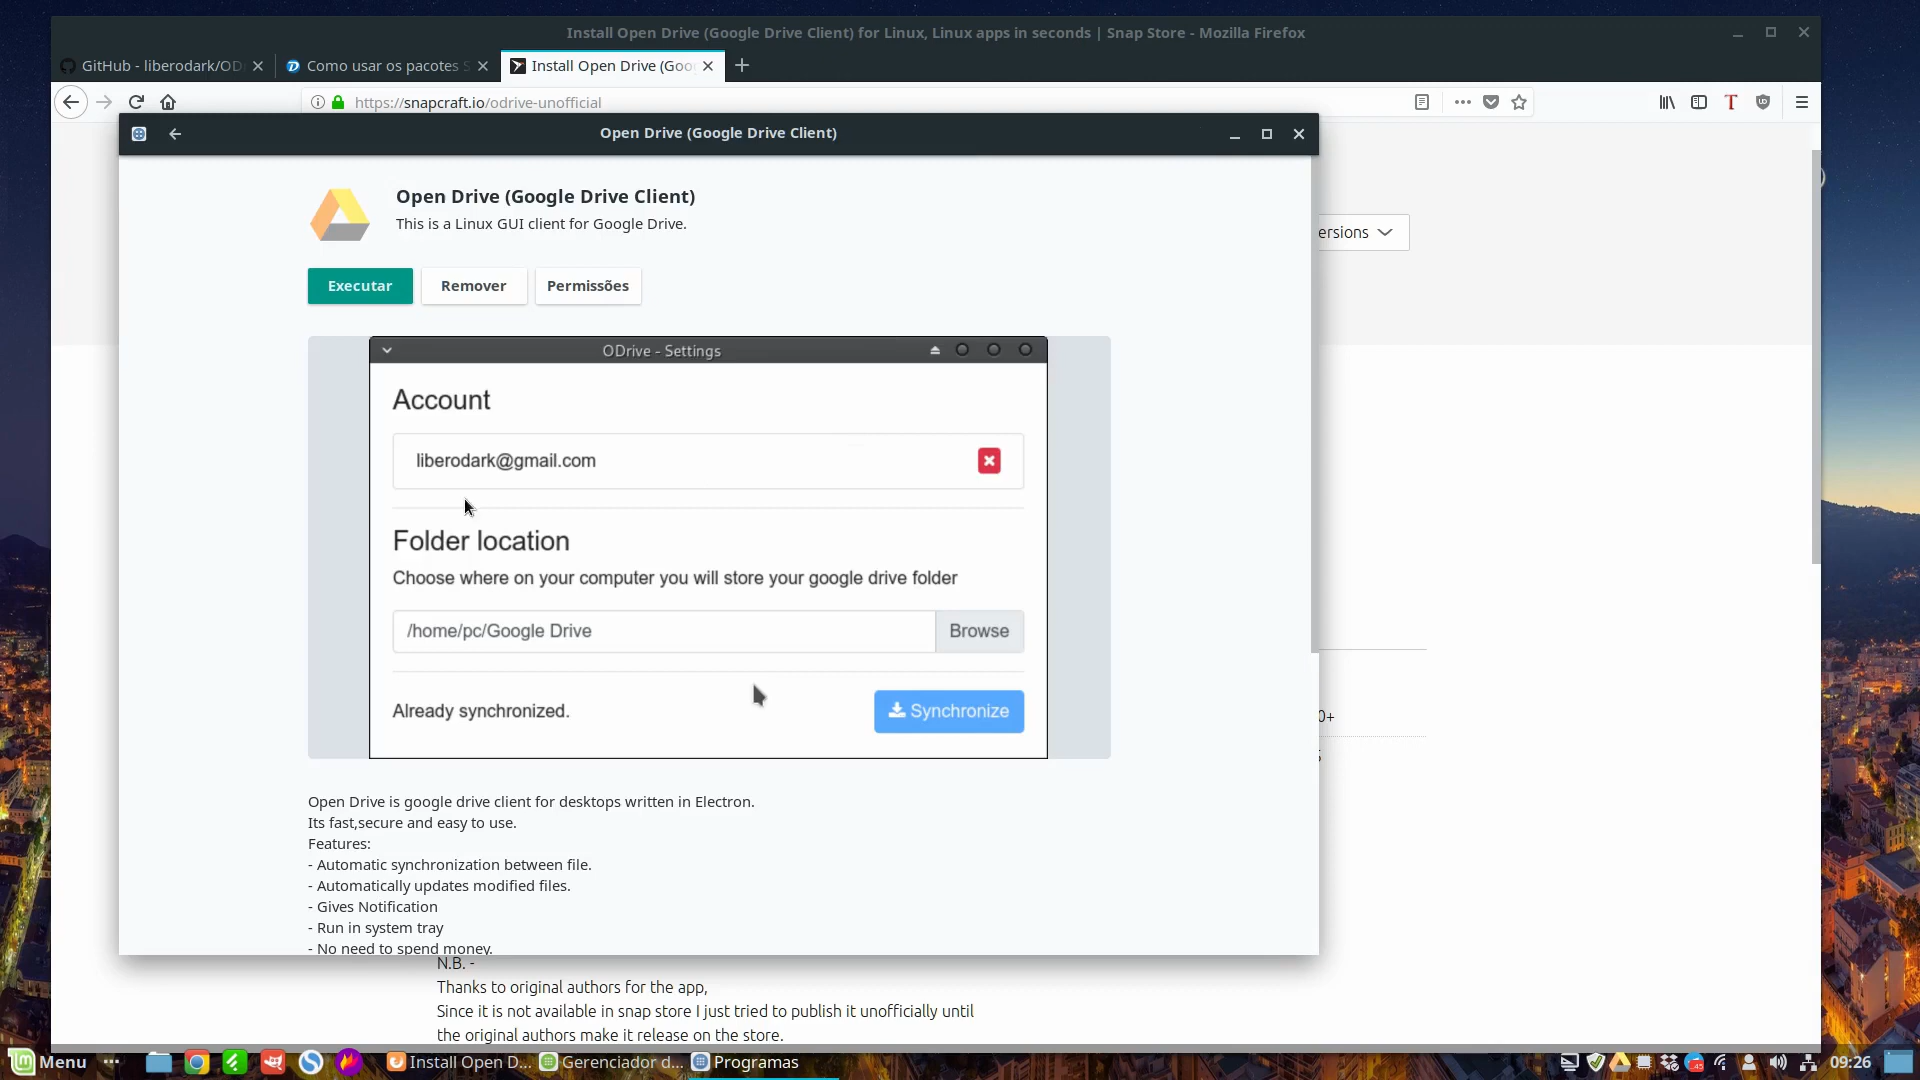 Install Open Drive (Google Drive Client) for Linux, Linux apps in seconds | Snap Store - Mozilla Firefox
GitHub - liberodark/OD
Como usar os pacotes S
Install Open Drive (Goo
https://snapcraft.io/odrive-unofficial
Open Drive (Google Drive Client)
Open Drive (Google Drive Client)
This is a Linux GUI client for Google Drive.
ersions
Executar
Remover
Permissões
ODrive - Settings
Account
liberodark@gmail.com
Folder location
Choose where on your computer you will store your google drive folder
/home/pc/Google Drive
Browse
Already synchronized.
Synchronize
0+
Open Drive is google drive client for desktops written in Electron.
Its fast,secure and easy to use.
Features:
- Automatic synchronization between file.
- Automatically updates modified files.
- Gives Notification
- Run in system tray
- No need to spend money.
N.B. -
Thanks to original authors for the app,
Since it is not available in snap store I just tried to publish it unofficially until
the original authors make it release on the store.
Menu
Install Open D...
Gerenciador d...
Programas
09:26